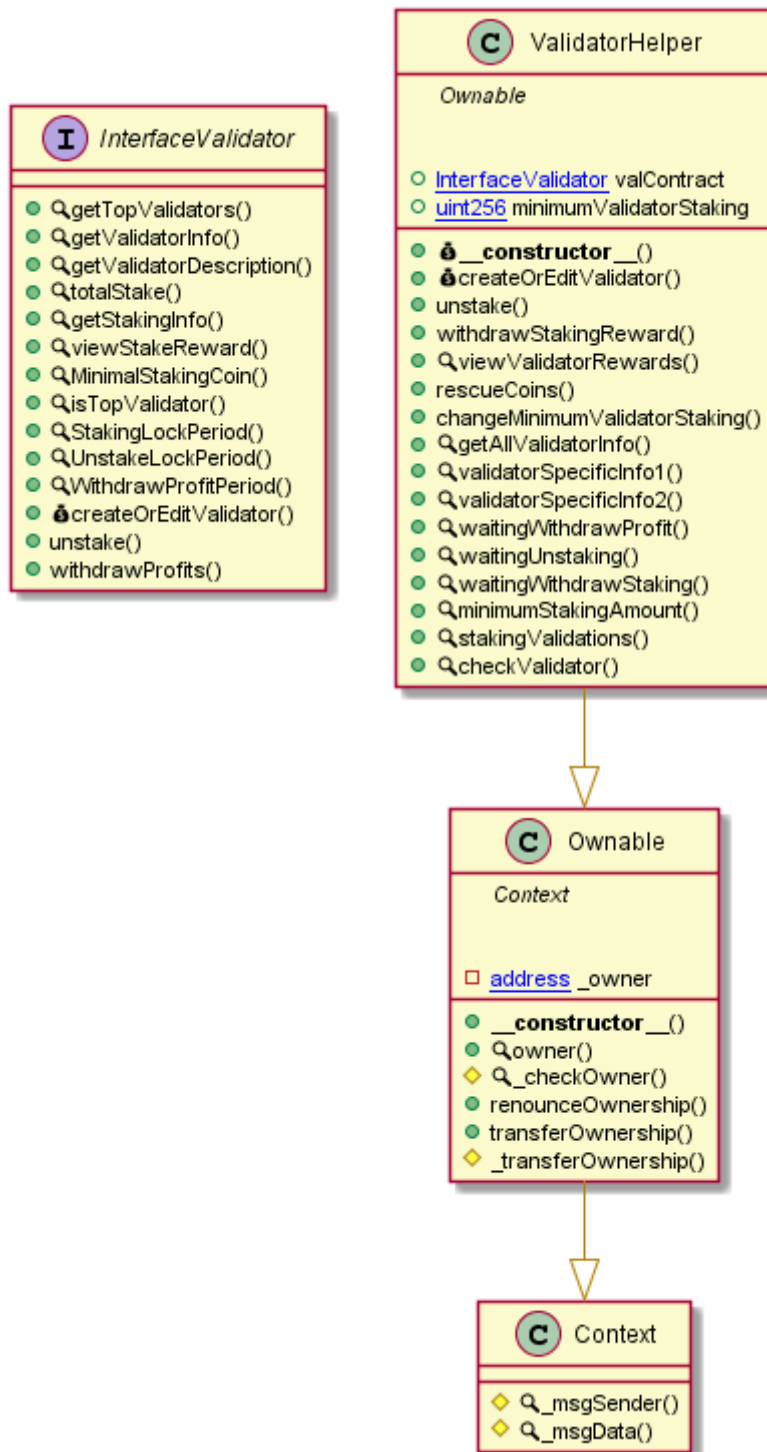 I InterfaceValidator
getTopValidators()
getValidatorInfo()
getValidatorDescription()
totalStake()
getStakingInfo()
viewStakeReward()
MinimalStakingCoin()
isTopValidator()
StakingLockPeriod()
UnstakeLockPeriod()
WithdrawProfitPeriod()
createOrEditValidator()
unstake()
withdrawProfits()
C ValidatorHelper
Ownable
InterfaceValidator valContract
uint256 minimumValidatorStaking
__constructor__()
createOrEditValidator()
unstake()
withdrawStakingReward()
viewValidatorRewards()
rescueCoins()
changeMinimumValidatorStaking()
getAllValidatorInfo()
validatorSpecificInfo1()
validatorSpecificInfo2()
waitingWithdrawProfit()
waitingUnstaking()
waitingWithdrawStaking()
minimumStakingAmount()
stakingValidations()
checkValidator()
C Ownable
Context
address _owner
__constructor__()
owner()
_checkOwner()
renounceOwnership()
transferOwnership()
_transferOwnership()
C Context
_msgSender()
_msgData()